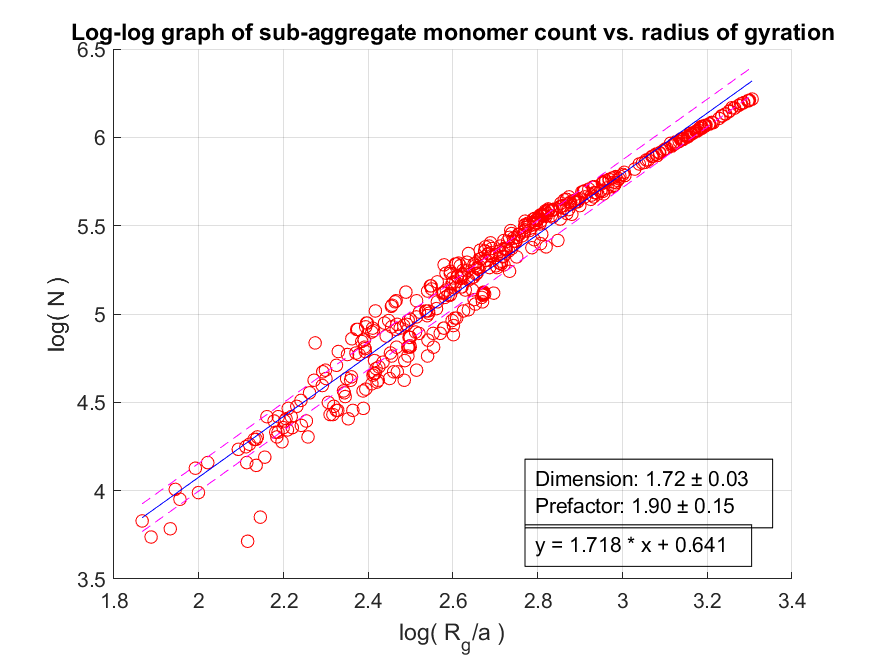 Log-log graph of sub-aggregate monomer count vs. radius of gyration
6.5
6
5.5
5
4.5
4
3.5
log( N )
Dimension: 1.72 ± 0.03
Prefactor: 1.90 ± 0.15
y = 1.718 * x + 0.641
1.8 2 2.2 2.4 2.6 2.8 3 3.2 3.4
log( R_g/a )